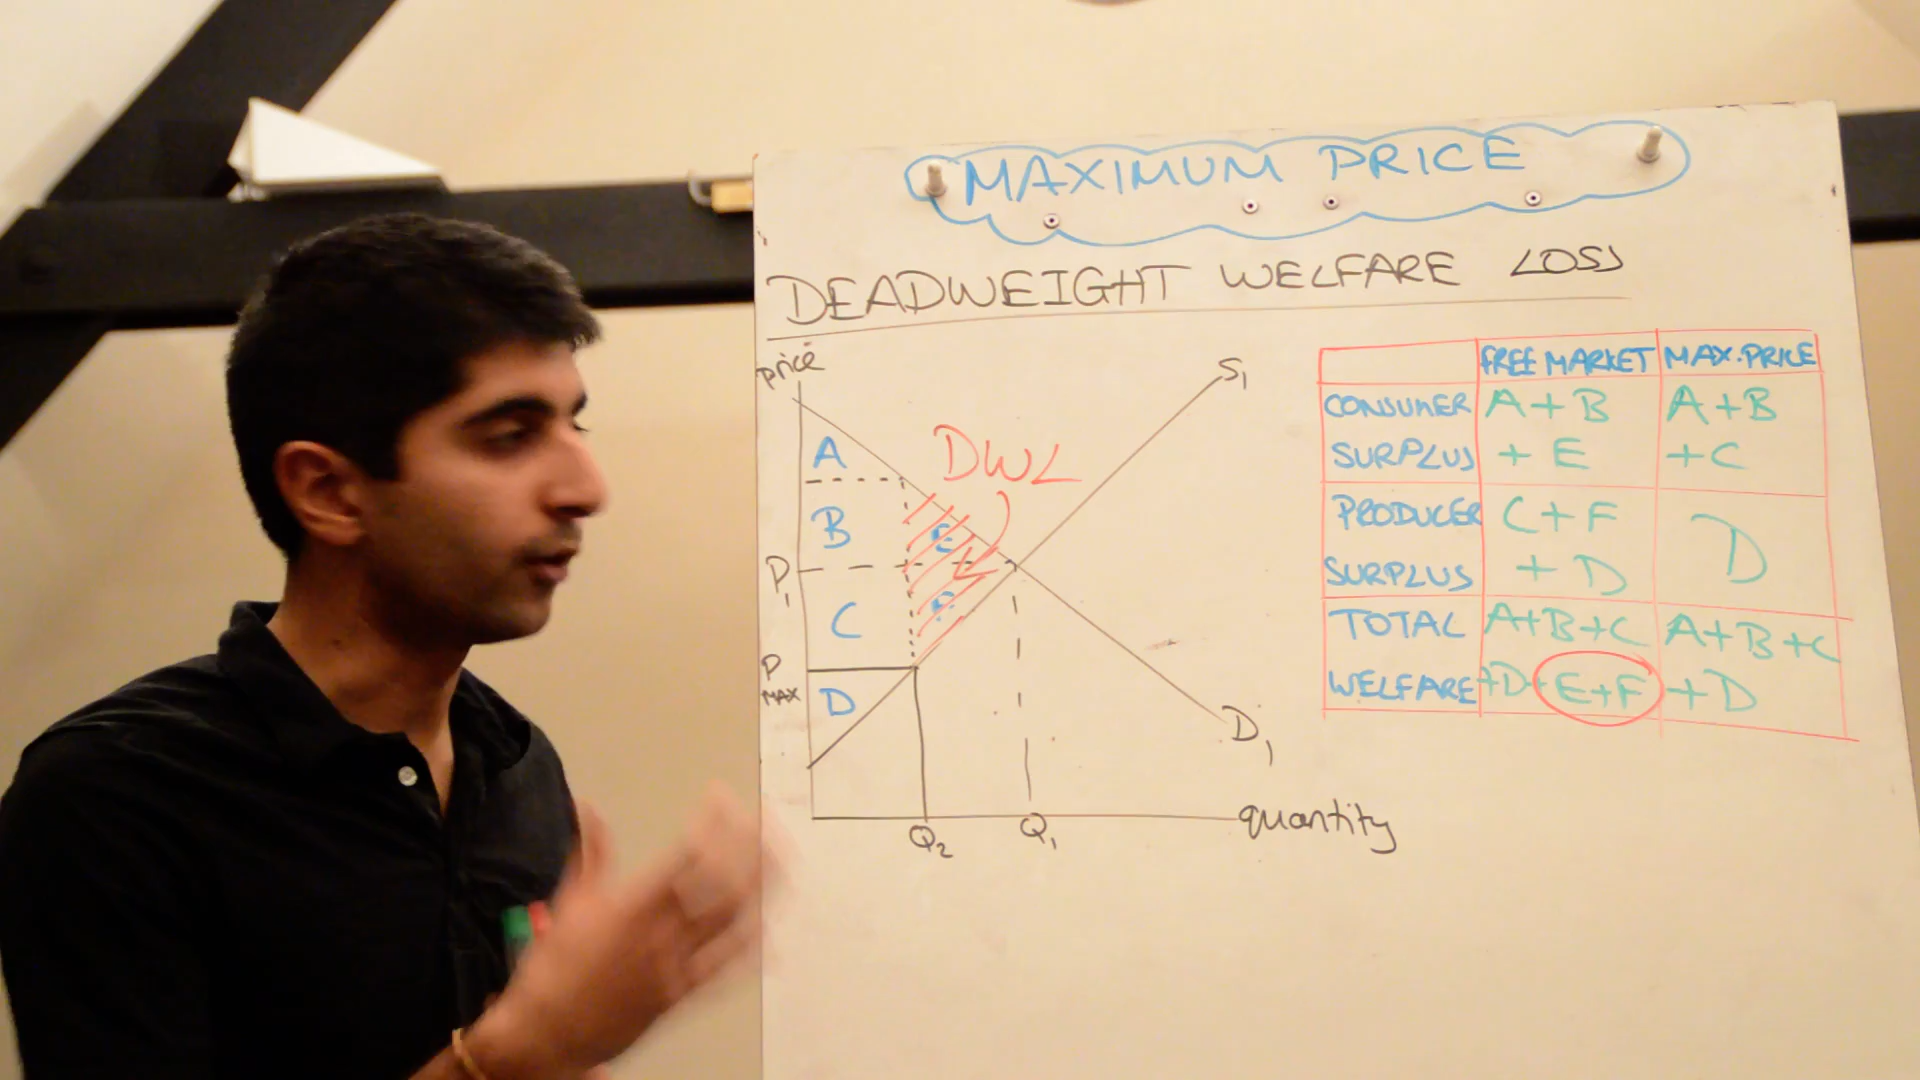 MAXIMUM PRICE
DEADWEIGHT WELFARE LOSS
price
S1
A
DWL
B
E
P1
C
F
P
MAX
D
D1
Q2
Q1
quantity
FREE MARKET
MAX.PRICE
CONSUMER
SURPLUS
A+B
+ E
A+B
+C
PRODUCER
SURPLUS
C+F
+ D
D
TOTAL
WELFARE
A+B+C
+D+E+F
A+B+C
+D